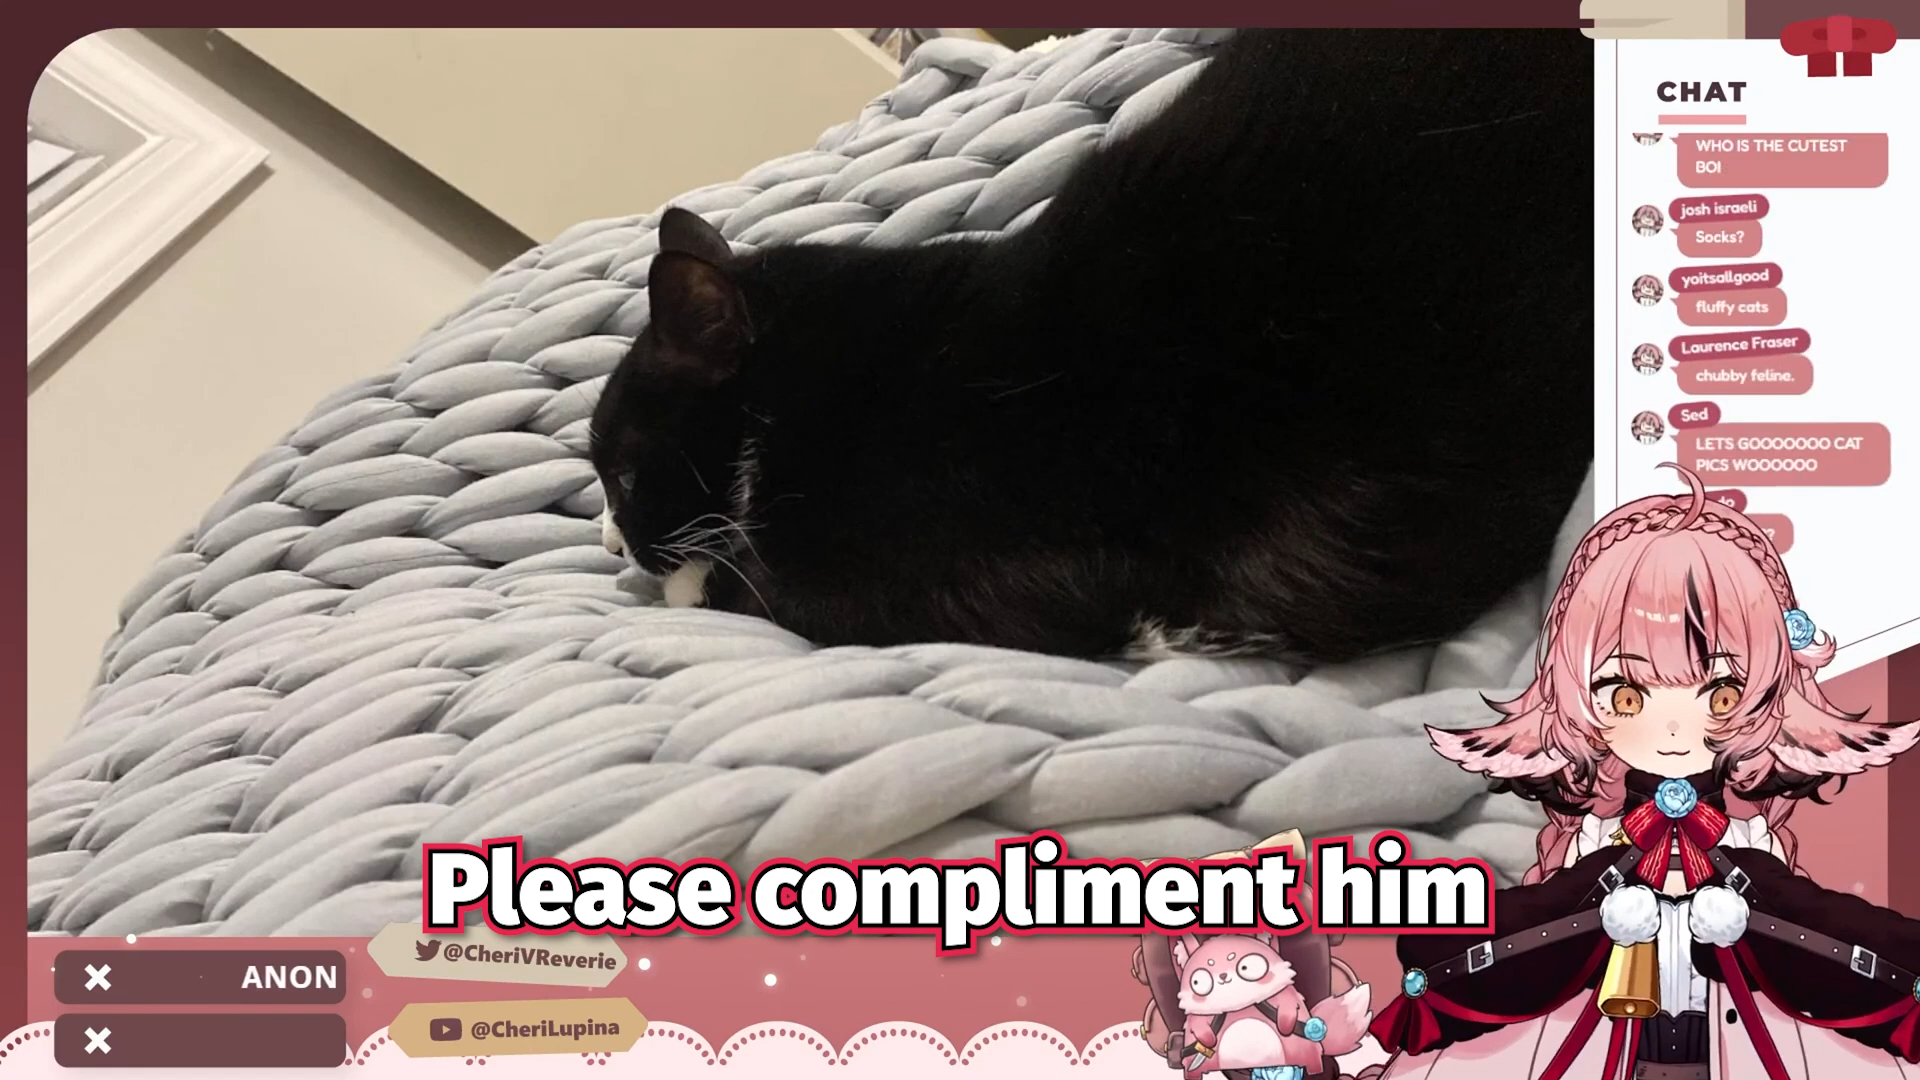 CHAT
WHO IS THE CUTEST
BOI
josh israeli
Socks?
yoitsallgood
fluffy cats
Laurence Fraser
chubby feline.
Sed
LETS GOOOOOOO CAT
PICS WOOOOOO
Please compliment him
@CheriVReverie
ANON
@CheriLupina